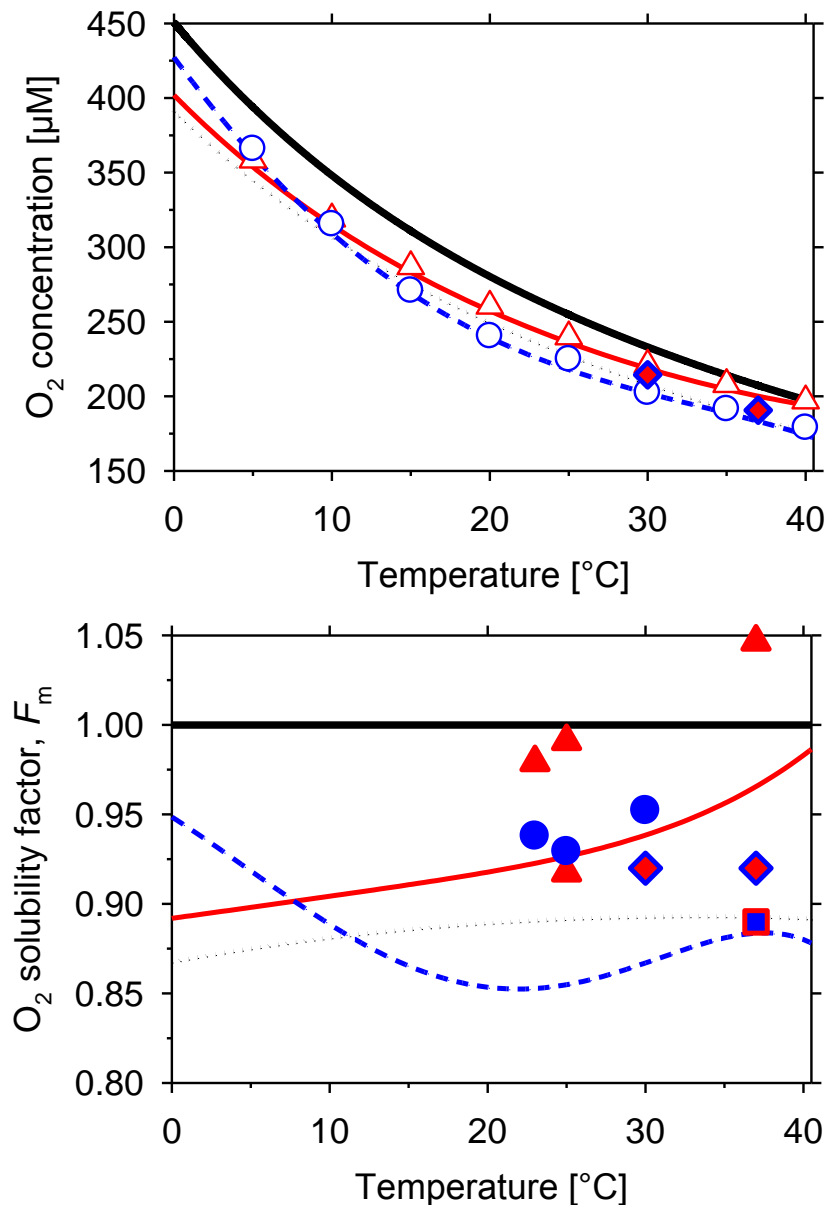 450
400
350
300
250
200
150
O₂ concentration [µM]
0 10 20 30 40
Temperature [°C]
1.05
1.00
0.95
0.90
0.85
0.80
O₂ solubility factor, Fₘ
0 10 20 30 40
Temperature [°C]